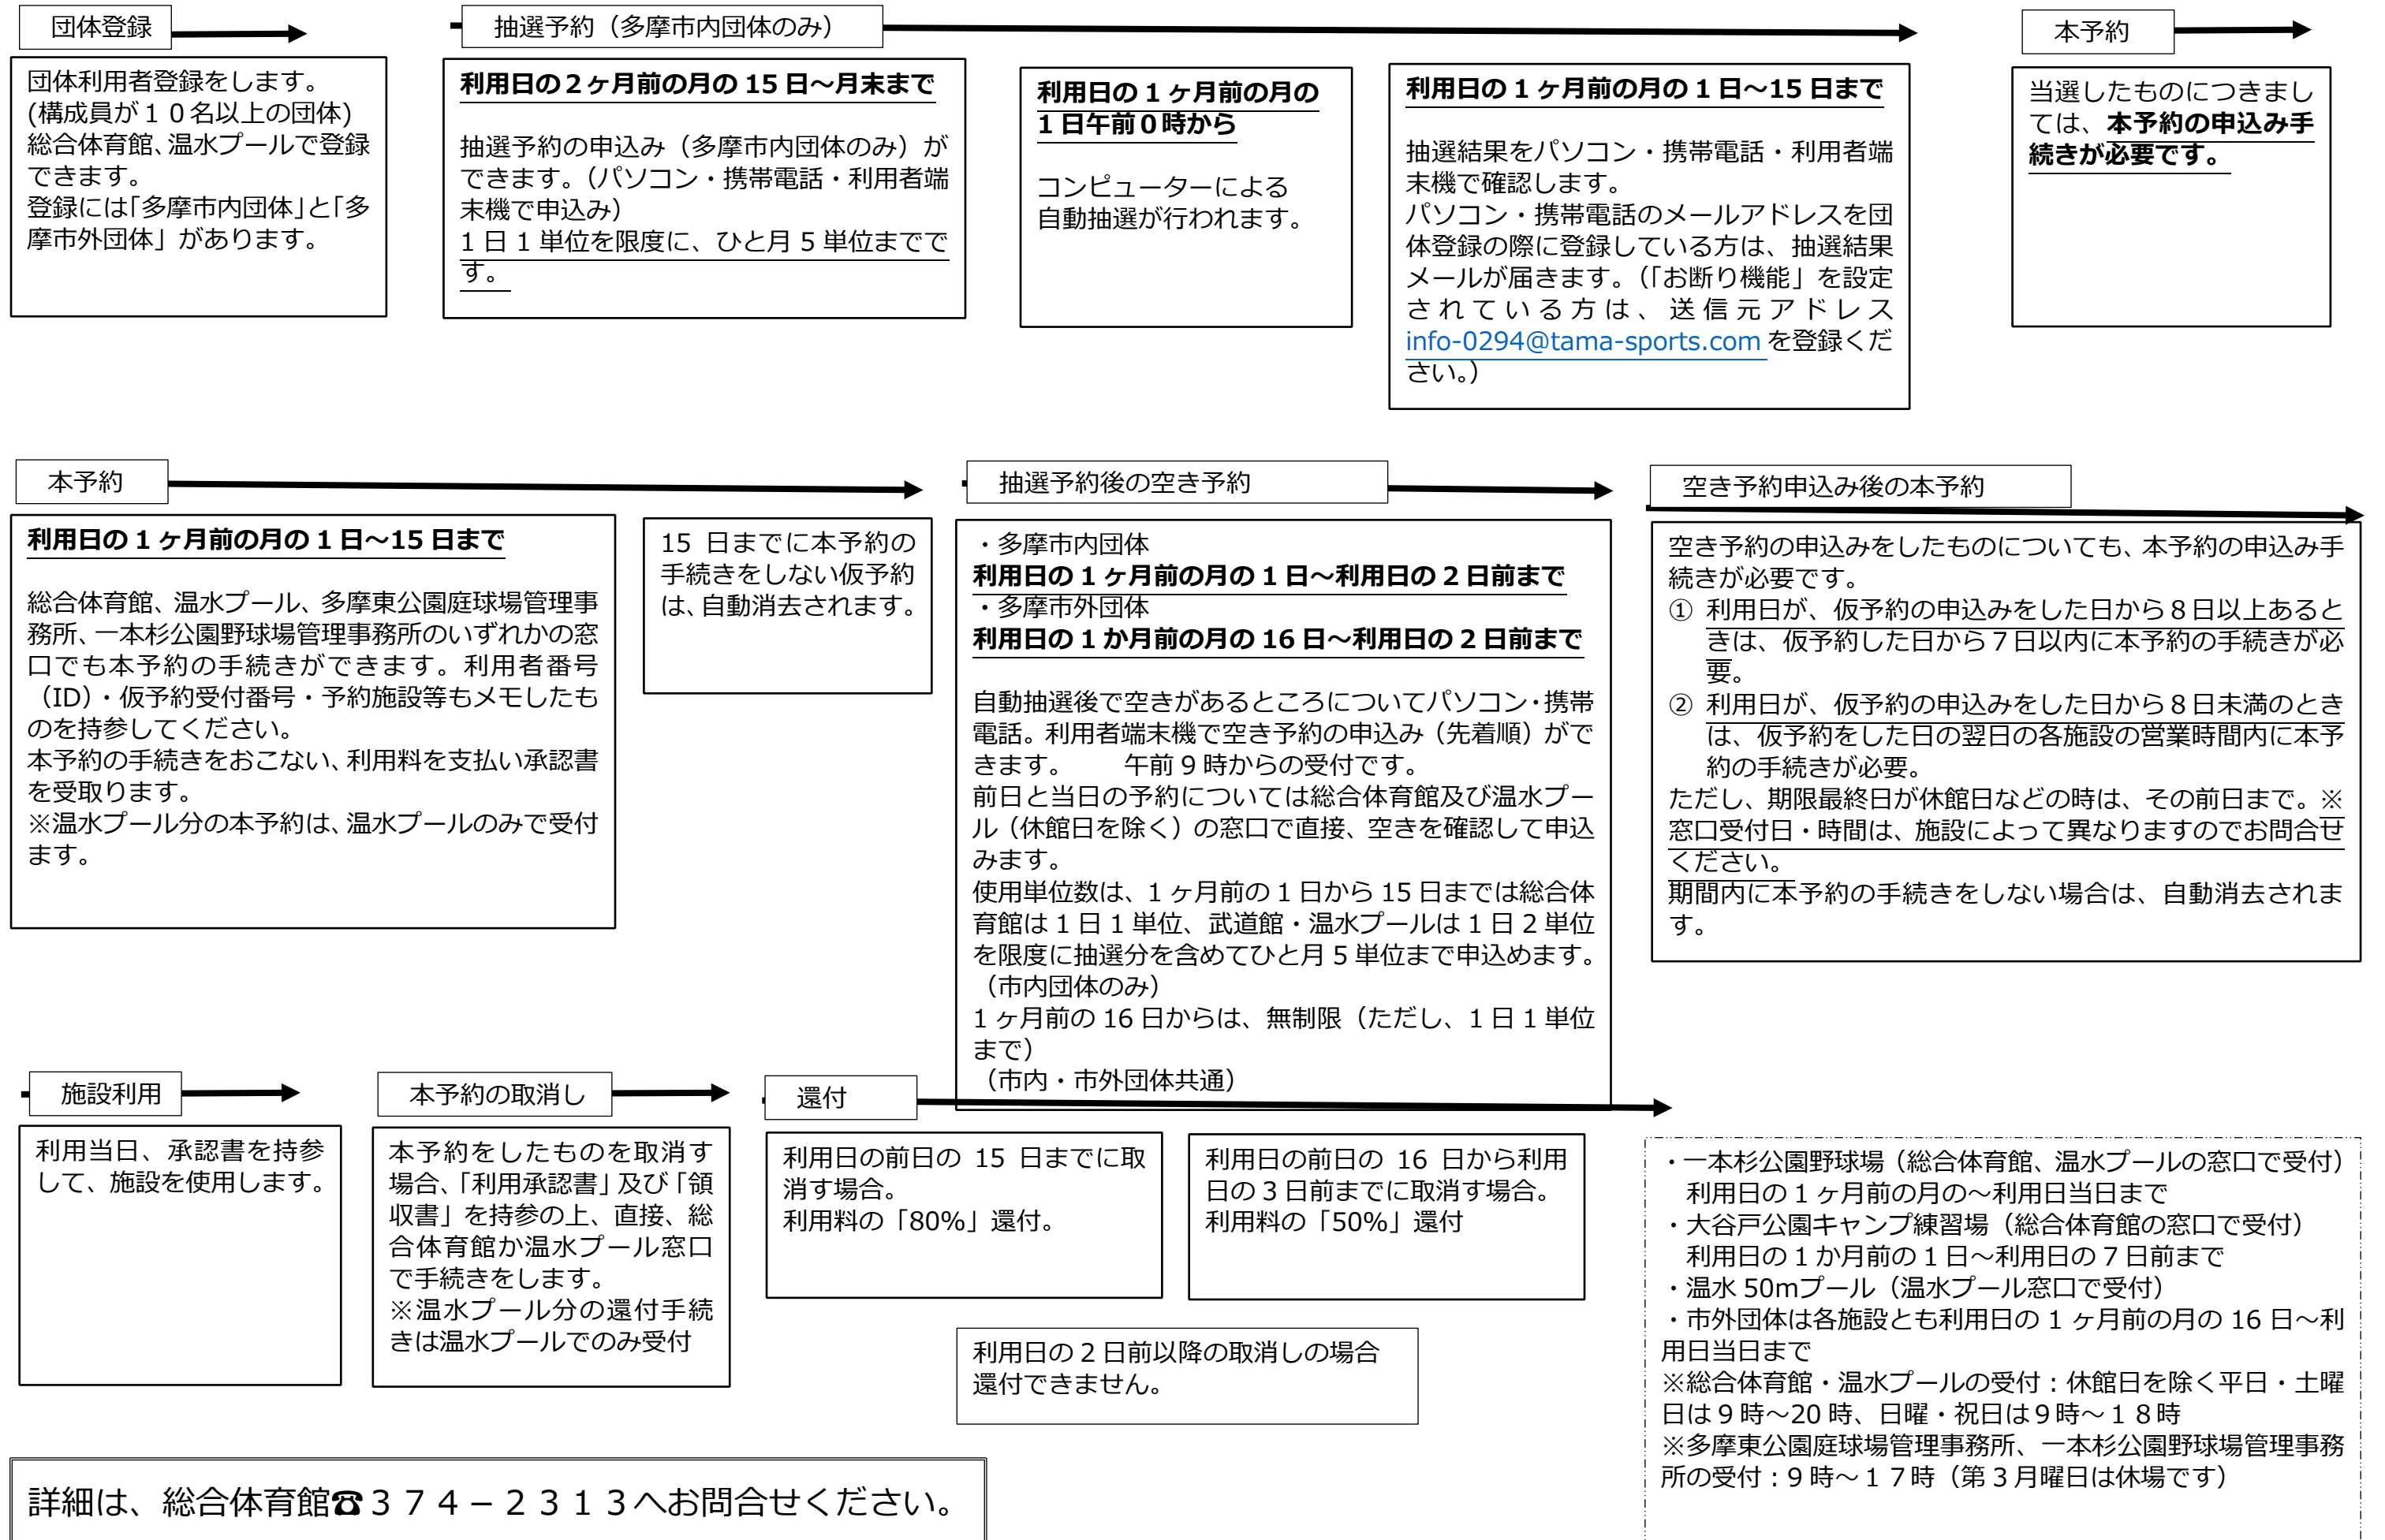 団体登録
団体利用者登録をします。
(構成員が１０名以上の団体)
総合体育館、温水プールで登録
できます。
登録には「多摩市内団体」と「多
摩市外団体」があります。
抽選予約（多摩市内団体のみ）
利用日の２ヶ月前の月の 15 日～月末まで
抽選予約の申込み（多摩市内団体のみ）が
できます。（パソコン・携帯電話・利用者端
末機で申込み）
1 日 1 単位を限度に、ひと月 5 単位までで
す。
利用日の 1 ヶ月前の月の
1 日午前０時から
コンピューターによる
自動抽選が行われます。
利用日の 1 ヶ月前の月の 1 日～15 日まで
抽選結果をパソコン・携帯電話・利用者端
末機で確認します。
パソコン・携帯電話のメールアドレスを団
体登録の際に登録している方は、抽選結果
メールが届きます。（「お断り機能」を設定
されている方は、送信元アドレス
info-0294@tama-sports.com を登録くだ
さい。）
本予約
当選したものにつきまし
ては、本予約の申込み手
続きが必要です。
本予約
利用日の 1 ヶ月前の月の 1 日～15 日まで
総合体育館、温水プール、多摩東公園庭球場管理事
務所、一本杉公園野球場管理事務所のいずれかの窓
口でも本予約の手続きができます。利用者番号
（ID）・仮予約受付番号・予約施設等もメモしたも
のを持参してください。
本予約の手続きをおこない、利用料を支払い承認書
を受取ります。
※温水プール分の本予約は、温水プールのみで受付
ます。
15 日までに本予約の
手続きをしない仮予約
は、自動消去されます。
抽選予約後の空き予約
・多摩市内団体
利用日の 1 ヶ月前の月の 1 日～利用日の 2 日前まで
・多摩市外団体
利用日の 1 か月前の月の 16 日～利用日の 2 日前まで
自動抽選後で空きがあるところについてパソコン・携帯
電話。利用者端末機で空き予約の申込み（先着順）がで
きます。　　午前 9 時からの受付です。
前日と当日の予約については総合体育館及び温水プー
ル（休館日を除く）の窓口で直接、空きを確認して申込
みます。
使用単位数は、1 ヶ月前の 1 日から 15 日までは総合体
育館は 1 日 1 単位、武道館・温水プールは 1 日 2 単位
を限度に抽選分を含めてひと月 5 単位まで申込めます。
（市内団体のみ）
1 ヶ月前の 16 日からは、無制限（ただし、1 日 1 単位
まで）
（市内・市外団体共通）
空き予約申込み後の本予約
空き予約の申込みをしたものについても、本予約の申込み手
続きが必要です。
① 利用日が、仮予約の申込みをした日から８日以上あると
きは、仮予約した日から７日以内に本予約の手続きが必
要。
② 利用日が、仮予約の申込みをした日から８日未満のとき
は、仮予約をした日の翌日の各施設の営業時間内に本予
約の手続きが必要。
ただし、期限最終日が休館日などの時は、その前日まで。※
窓口受付日・時間は、施設によって異なりますのでお問合せ
ください。
期間内に本予約の手続きをしない場合は、自動消去されま
す。
施設利用
利用当日、承認書を持参
して、施設を使用します。
本予約の取消し
本予約をしたものを取消す
場合、「利用承認書」及び「領
収書」を持参の上、直接、総
合体育館か温水プール窓口
で手続きをします。
※温水プール分の還付手続
きは温水プールでのみ受付
還付
利用日の前日の 15 日までに取
消す場合。
利用料の「80%」還付。
利用日の前日の 16 日から利用
日の 3 日前までに取消す場合。
利用料の「50%」還付
利用日の 2 日前以降の取消しの場合
還付できません。
・一本杉公園野球場（総合体育館、温水プールの窓口で受付）
利用日の 1 ヶ月前の月の～利用日当日まで
・大谷戸公園キャンプ練習場（総合体育館の窓口で受付）
利用日の 1 か月前の 1 日～利用日の 7 日前まで
・温水 50mプール（温水プール窓口で受付）
・市外団体は各施設とも利用日の 1 ヶ月前の月の 16 日～利
用日当日まで
※総合体育館・温水プールの受付：休館日を除く平日・土曜
日は 9 時～20 時、日曜・祝日は９時～１８時
※多摩東公園庭球場管理事務所、一本杉公園野球場管理事務
所の受付：9 時～１７時（第 3 月曜日は休場です）
詳細は、総合体育館☎３７４－２３１３へお問合せください。